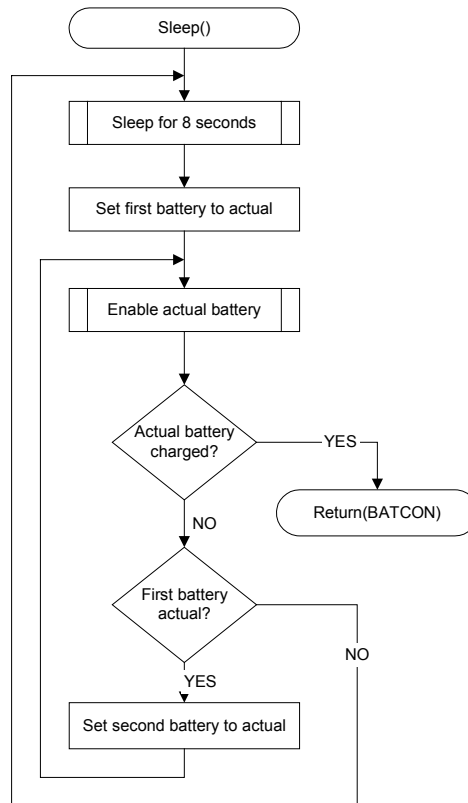 Sleep()
Sleep for 8 seconds
Set first battery to actual
Enable actual battery
Actual battery
charged?
YES
Return(BATCON)
NO
First battery
actual?
NO
YES
Set second battery to actual